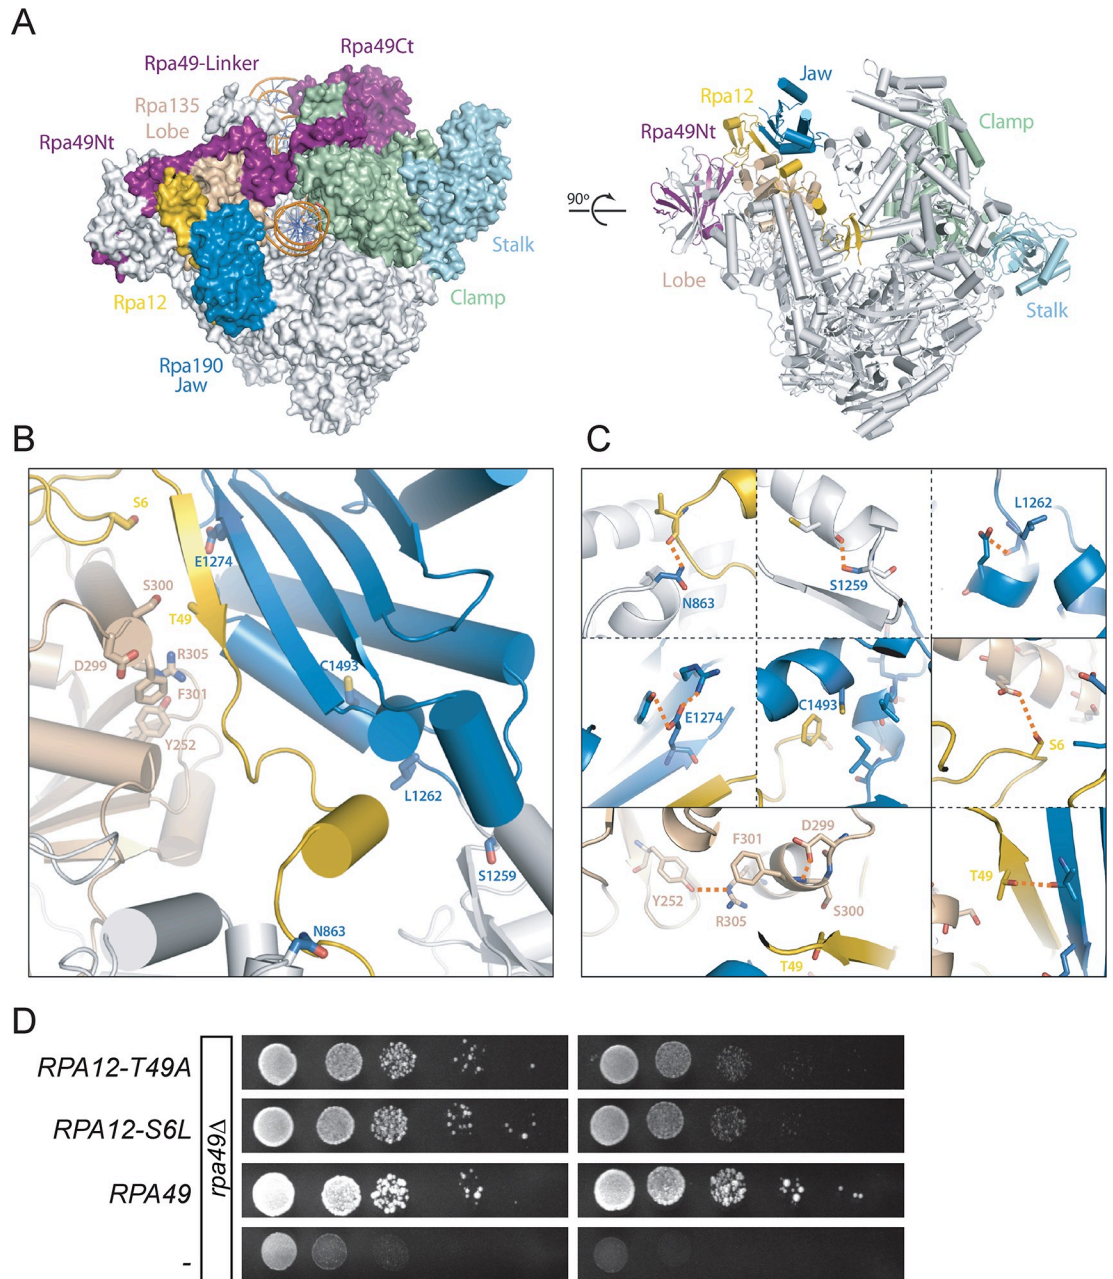 A
Rpa49Ct
Rpa49-Linker
Rpa135
Lobe
Rpa49Nt
Stalk
Rpa12
Clamp
Rpa190
Jaw
90º
Jaw
Rpa12
Rpa49Nt
Clamp
Lobe
Stalk
B
S6
E1274
S300
T49
D299
R305
F301
C1493
Y252
L1262
S1259
N863
C
N863
S1259
L1262
E1274
C1493
S6
F301
D299
Y252
R305
S300
T49
T49
D
RPA12-T49A
RPA12-S6L
RPA49
-
rpa49Δ